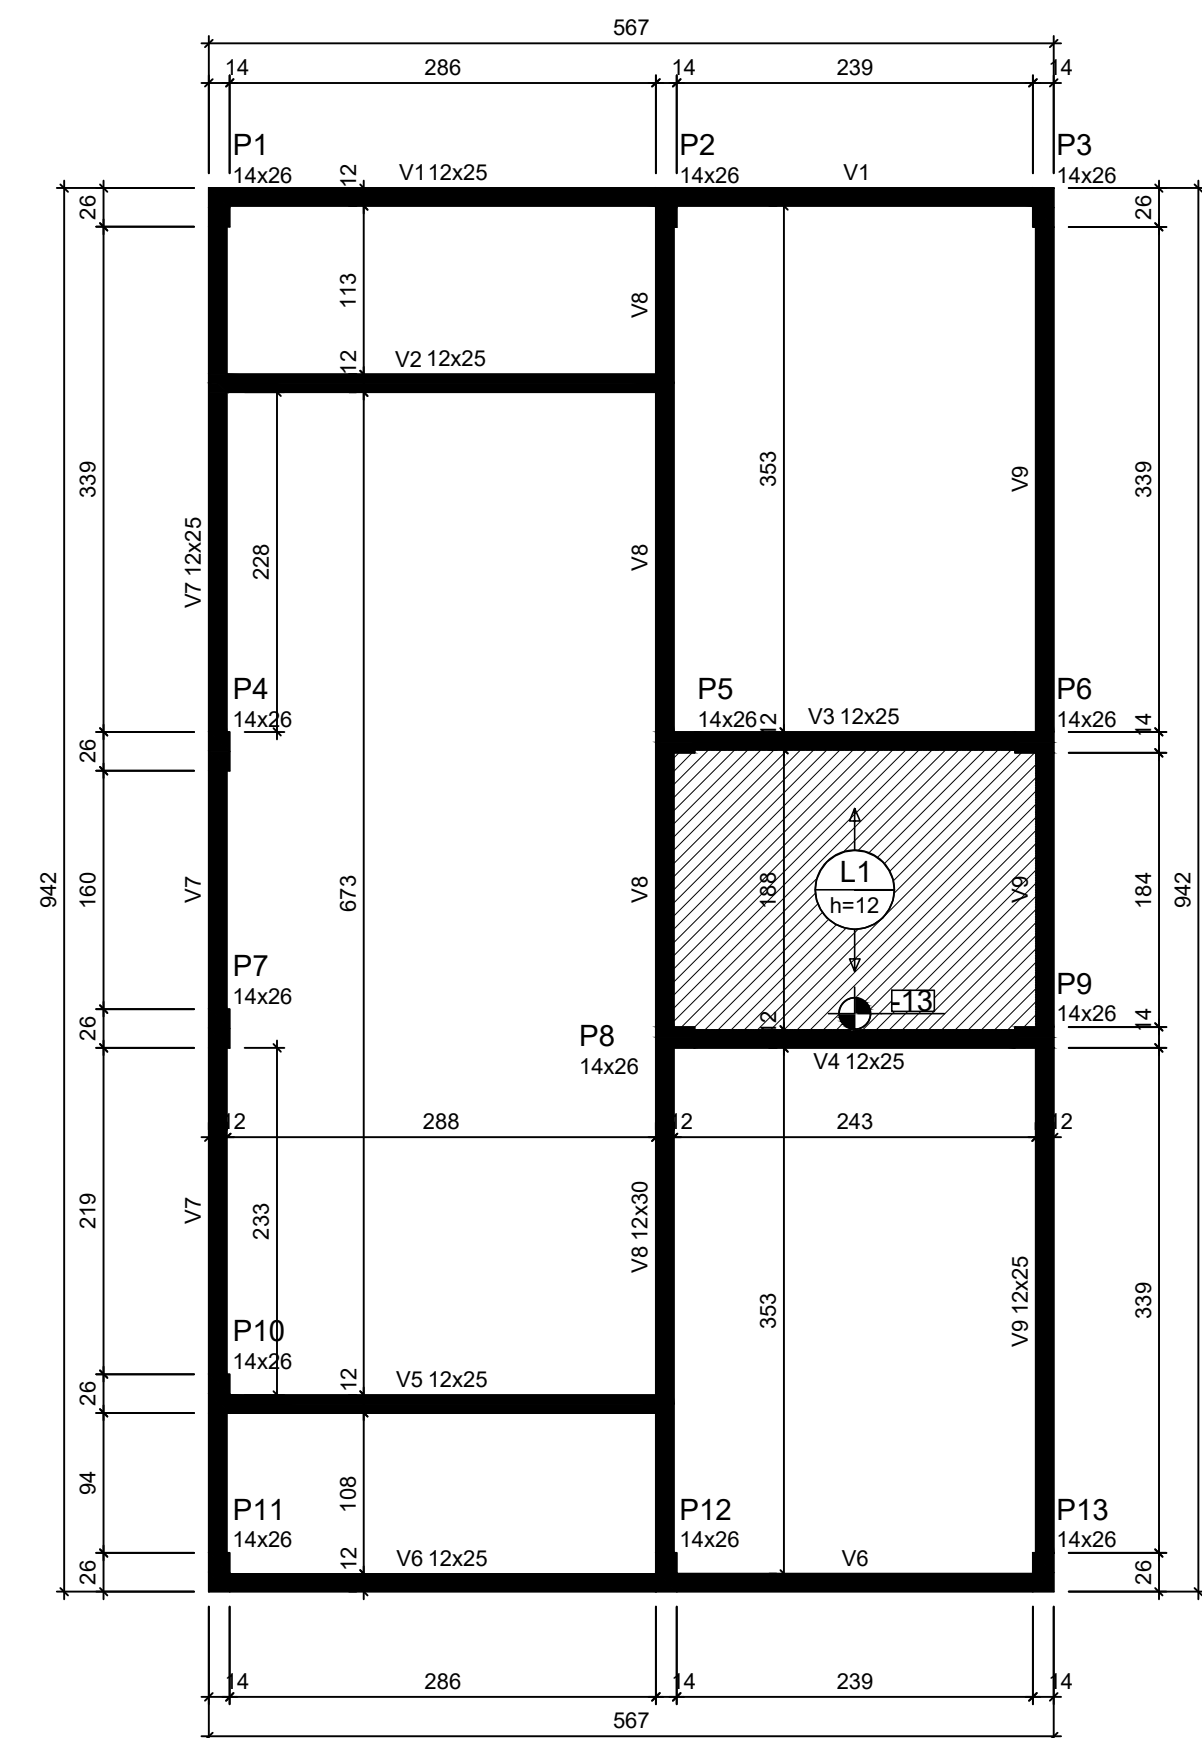 567
14 286 14 239 14
P1 P2 P3
14x26 12 V1 12x25 14x26 V1 14x26
26 26
113 V8
12 V2 12x25
339 353 V9 339
V7 12x25 228 V8
P4 P5 P6
14x26 14x26 12 V3 12x25 14x26 14
26
942 160 V7 673 V8 188 L1 V9 184 942
h=12
P7 P9
14x26 12 -13 14x26 14
26 P8
14x26 V4 12x25
12 288 12 243 12
219 V7 233 V8 12x30
353 V9 12x25 339
P10
14x26
26 12 V5 12x25
94 108
P11 P12 P13
14x26 14x26 14x26
26 12 V6 12x25 V6 26
14 286 14 239 14
567